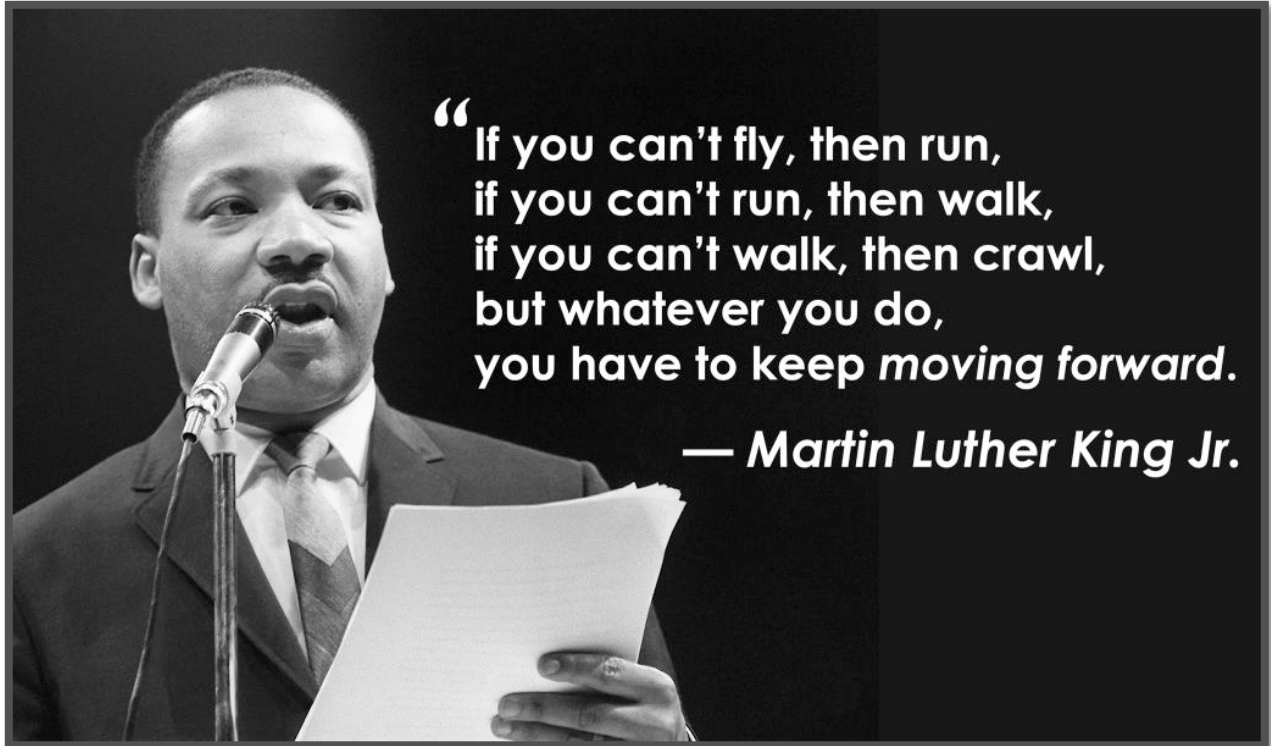 “If you can’t fly, then run,
if you can’t run, then walk,
if you can’t walk, then crawl,
but whatever you do,
you have to keep moving forward.
— Martin Luther King Jr.